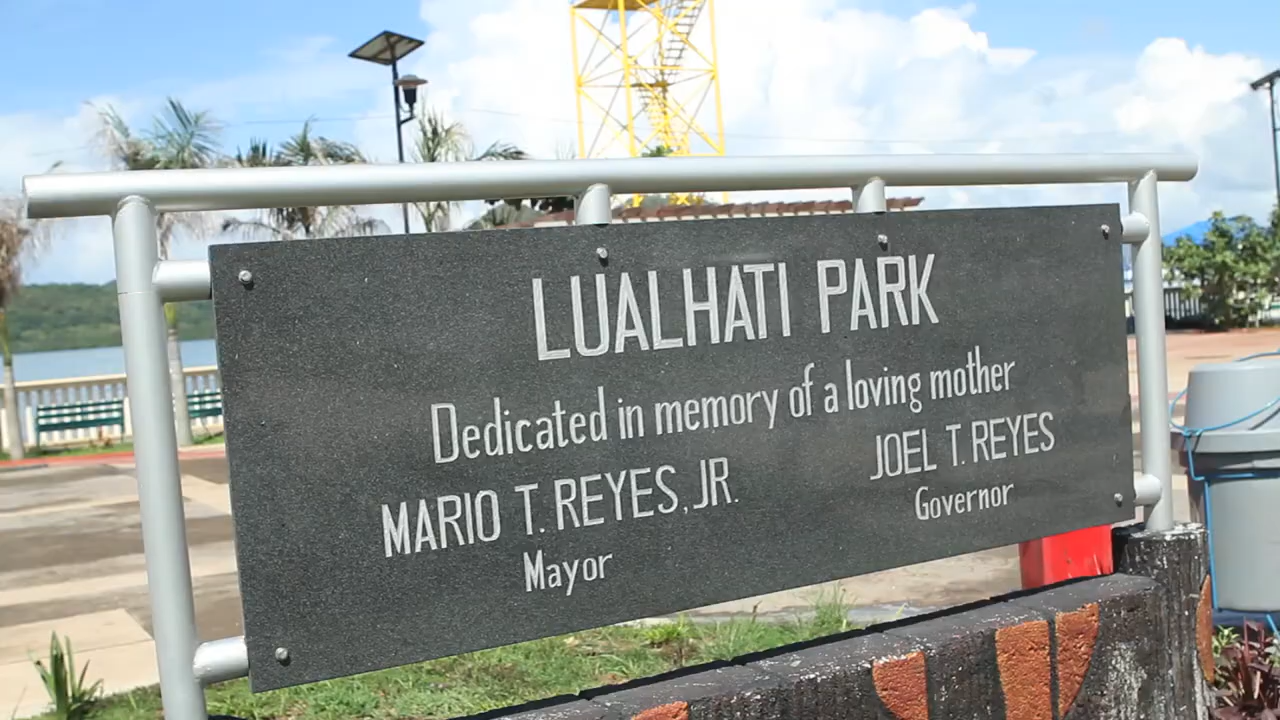 LUALHATI PARK
Dedicated in memory of a loving mother
MARIO T. REYES, JR.
Mayor
JOEL T. REYES
Governor